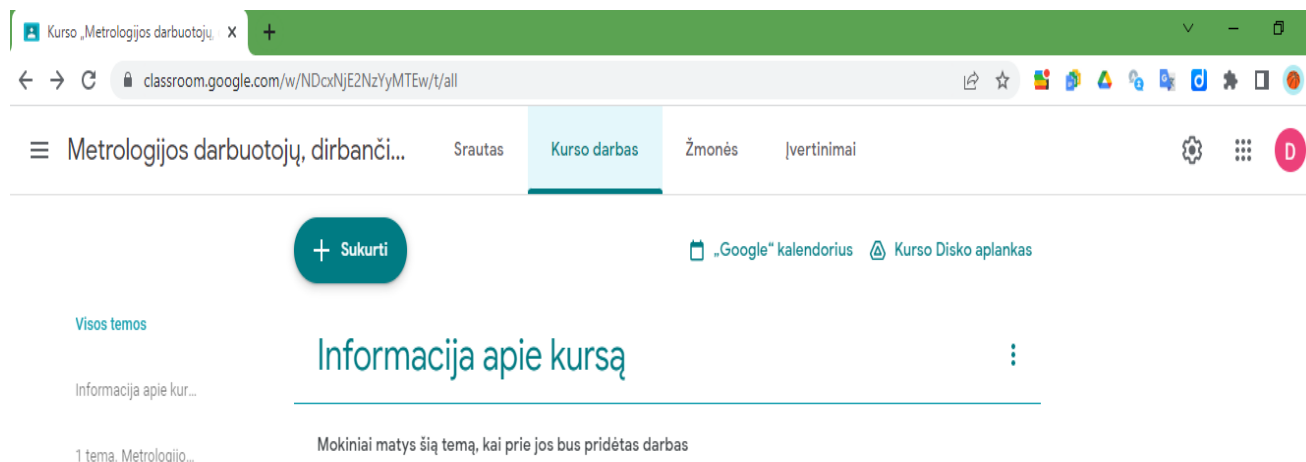 Kurso „Metrologijos darbuotojų,
classroom.google.com/w/NDcxNjE2NzYyMTEw/t/all
Metrologijos darbuotojų, dirbanči... Srautas Kurso darbas Žmonės Įvertinimai D
+ Sukurti „Google“ kalendorius Kurso Disko aplankas
Visos temos
Informacija apie kursą
Informacija apie kur...
Mokiniai matys šią temą, kai prie jos bus pridėtas darbas
1 tema. Metrologijo...